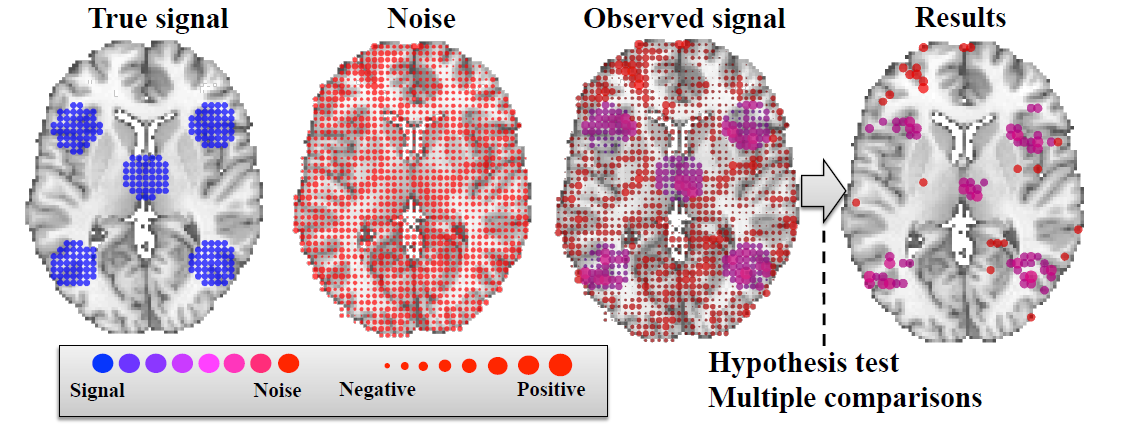 True signal
Noise
Observed signal
Results
Signal
Noise
Negative
Positive
Hypothesis test
Multiple comparisons